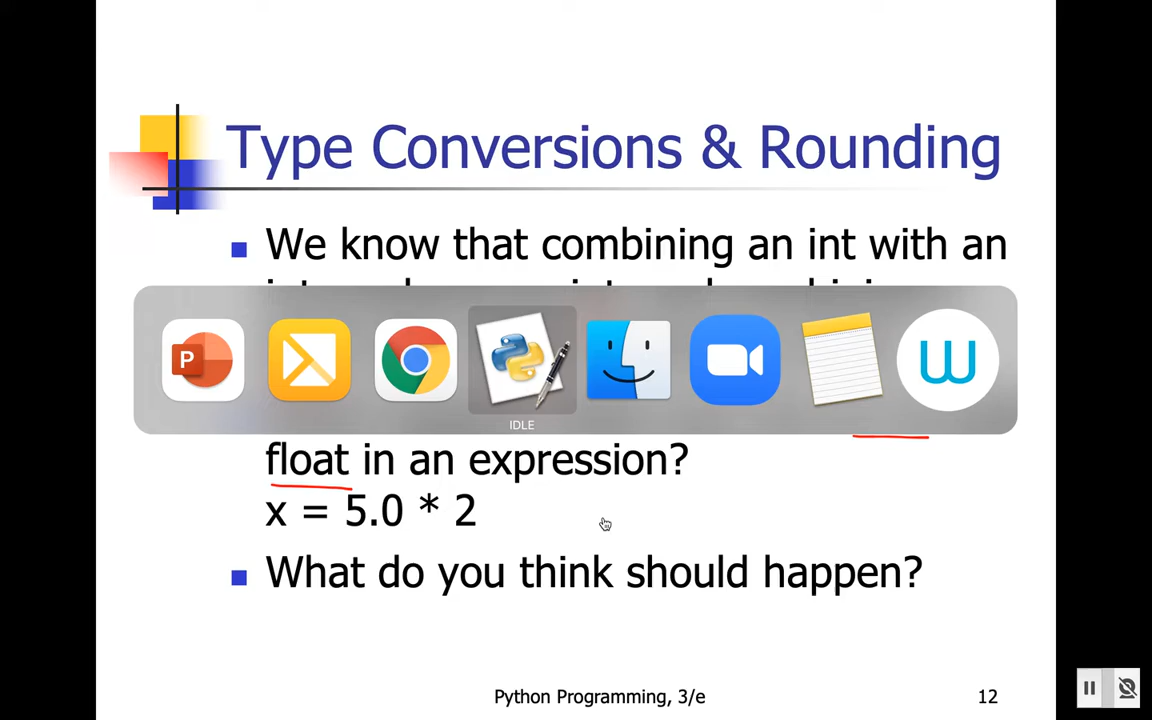 Type Conversions & Rounding
We know that combining an int with an
P
IDLE
float in an expression?
x = 5.0 * 2
What do you think should happen?
Python Programming, 3/e
12